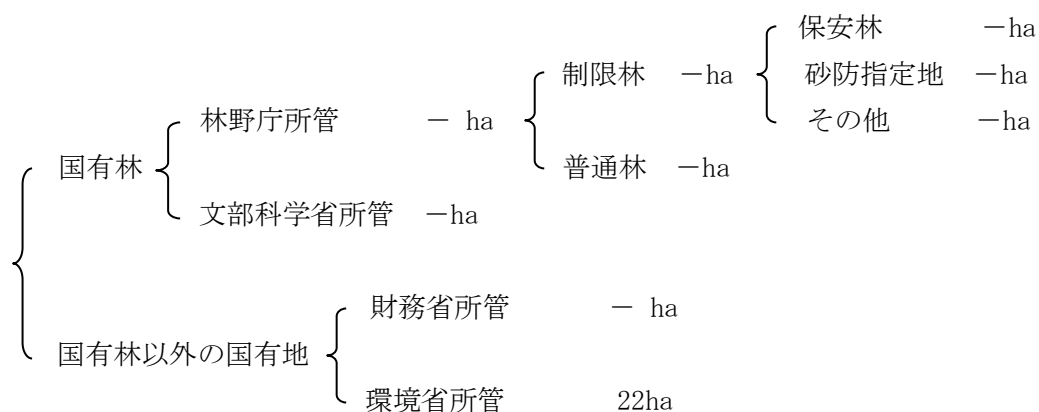 保安林 －ha
制限林 －ha 砂防指定地 －ha
林野庁所管 － ha その他 －ha
国有林 普通林 －ha
文部科学省所管 －ha
財務省所管 － ha
国有林以外の国有地
環境省所管 22ha